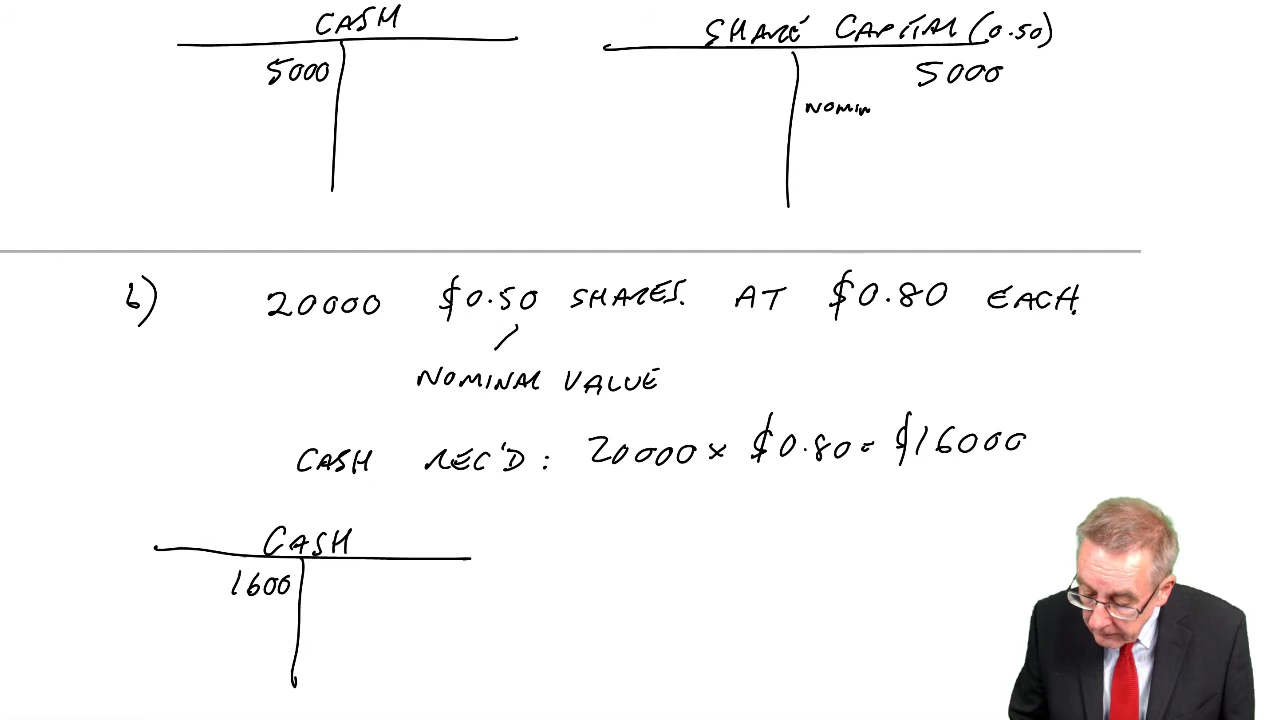 CASH
SHARE CAPITAL (0.50)
5000
5000
NOMIN
b) 20000 $0.50 SHARES. AT $0.80 EACH.
NOMINAL VALUE
CASH REC'D: 20000 × $0.80 = $16000
CASH
1600